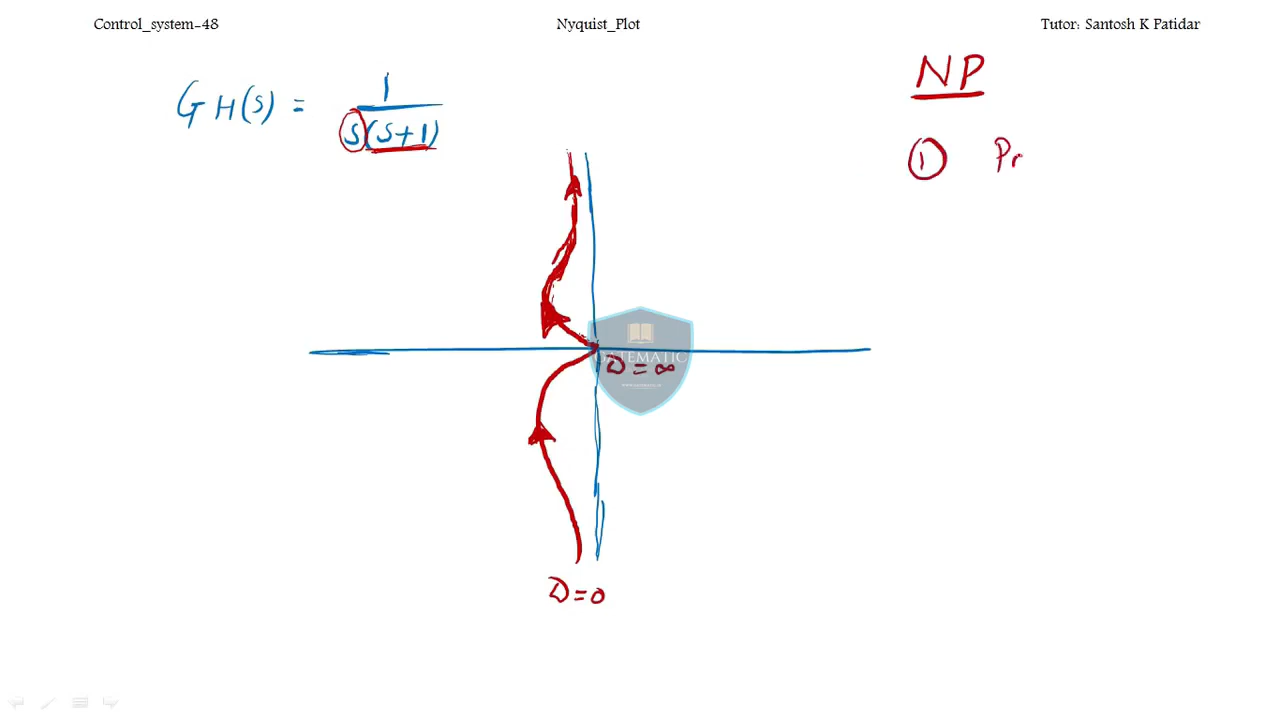 Control_system-48
Nyquist_Plot
Tutor: Santosh K Patidar
NP
GH(s) = 1
s(s+1)
① Pr
D = ∞
D = 0